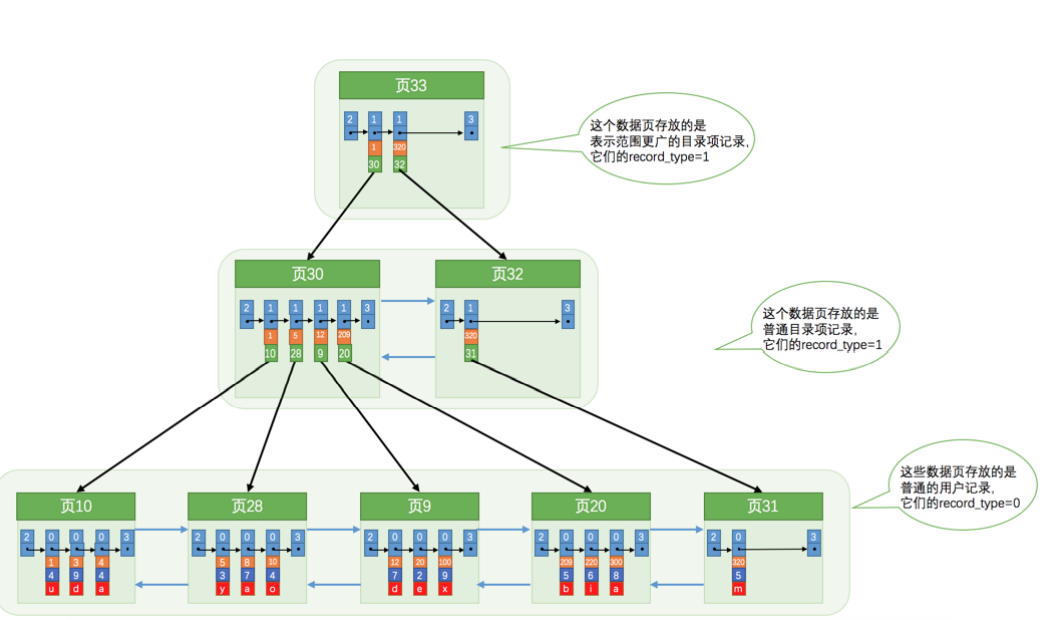 页33
2 1 1 3
1 320
30 32
这个数据页存放的是
表示范围更广的目录项记录,
它们的record_type=1
页30 页32
2 1 1 1 1 3 2 1 3
1 5 12 209 320
10 28 9 20 31
这个数据页存放的是
普通目录项记录,
它们的record_type=1
页10 页28 页9 页20 页31
2 0 0 0 3 2 0 0 0 3 2 0 0 0 3 2 0 0 0 3 2 0 3
1 3 4 5 8 10 12 20 100 209 220 300 320
4 9 4 3 7 4 7 2 9 5 6 8 5
u d a y a o d e x b i a m
这些数据页存放的是
普通的用户记录,
它们的record_type=0